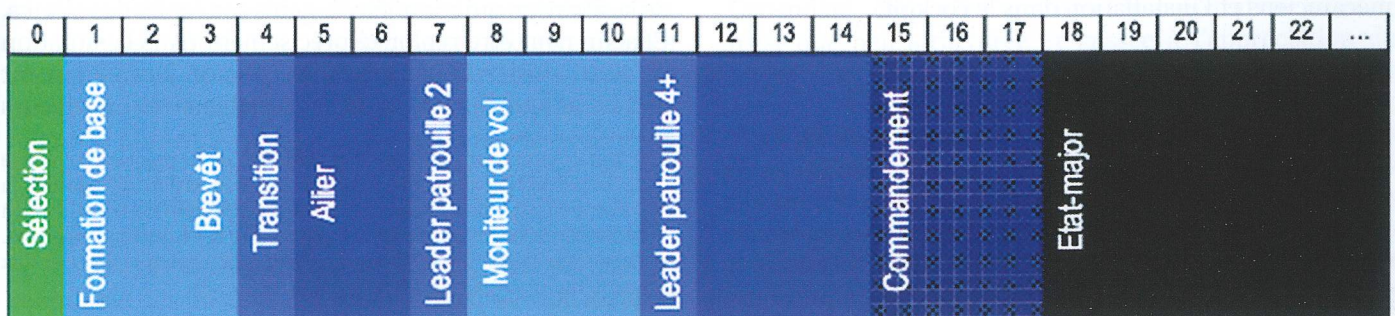 0 1 2 3 4 5 6 7 8 9 10 11 12 13 14 15 16 17 18 19 20 21 22 ...
Sélection
Formation de base
Brevêt
Transition
Ailier
Leader patrouille 2
Moniteur de vol
Leader patrouille 4+
Commandement
Etat-major